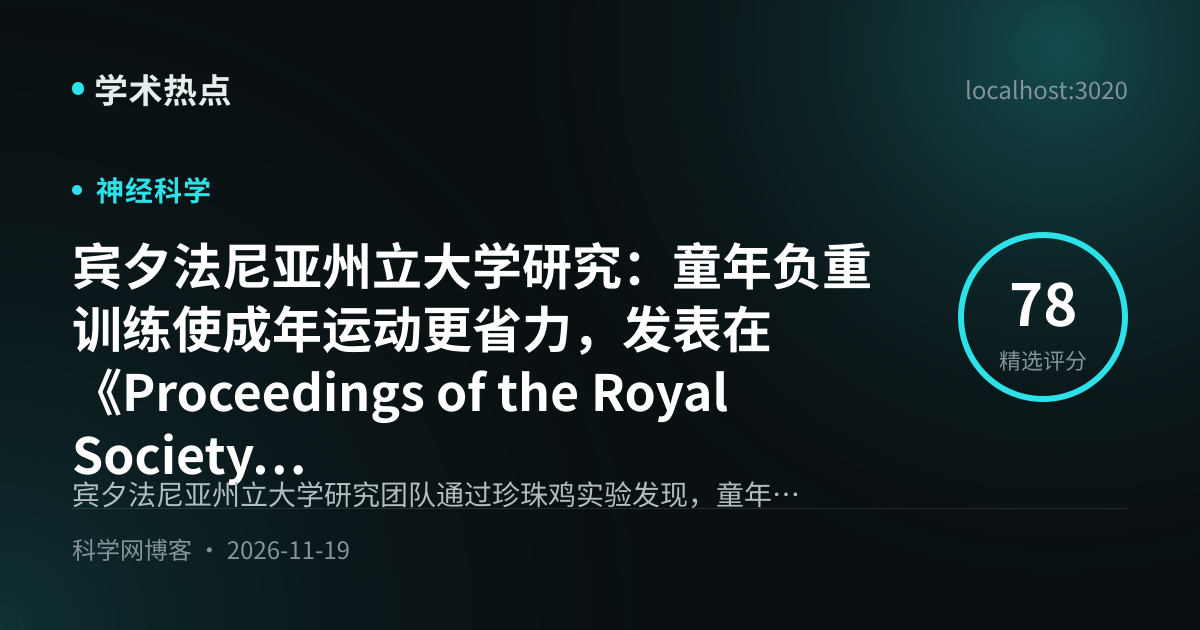 学术热点
localhost:3020
神经科学
宾夕法尼亚州立大学研究：童年负重
训练使成年运动更省力，发表在
《Proceedings of the Royal
Society…
78
精选评分
宾夕法尼亚州立大学研究团队通过珍珠鸡实验发现，童年…
科学网博客 · 2026-11-19